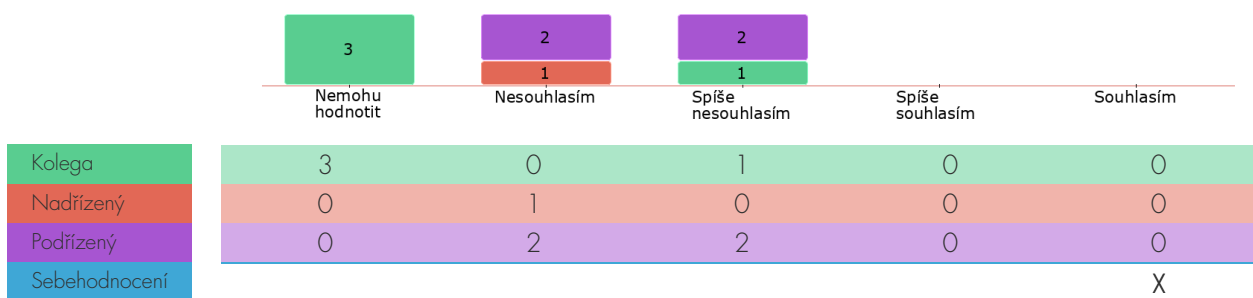 3
2
1
2
1
Nemohu
hodnotit
Nesouhlasím
Spíše
nesouhlasím
Spíše
souhlasím
Souhlasím
Kolega 3 0 1 0 0
Nadřízený 0 1 0 0 0
Podřízený 0 2 2 0 0
Sebehodnocení X